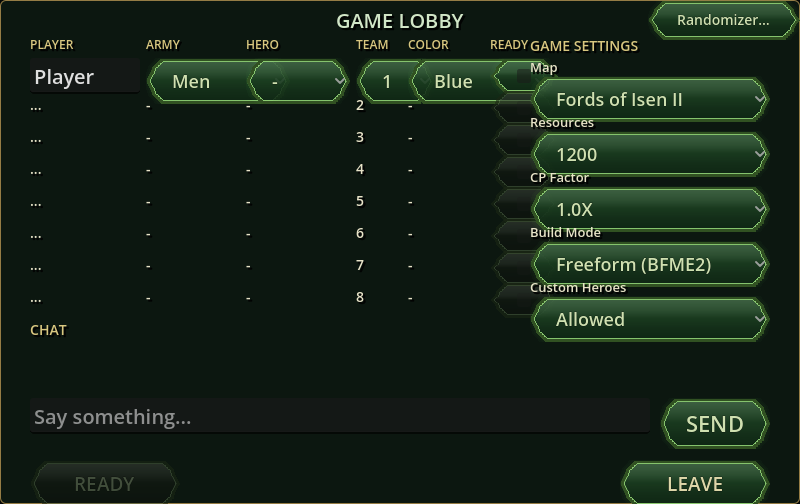 GAME LOBBY
Randomizer...
PLAYER ARMY HERO TEAM COLOR READY GAME SETTINGS
Map
Player Men - 1 Blue
Fords of Isen II
... - - 2 -
Resources
... - - 3 -
1200
... - - 4 -
CP Factor
... - - 5 -
1.0X
... - - 6 -
Build Mode
... - - 7 -
Freeform (BFME2)
Custom Heroes
... - - 8 -
Allowed
CHAT
Say something...
SEND
READY
LEAVE